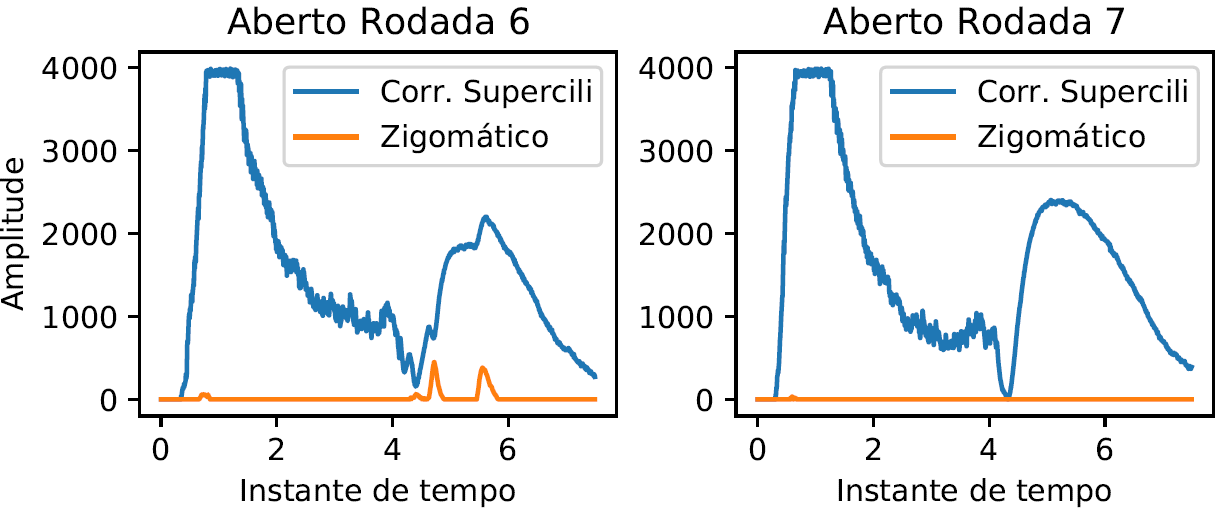 Aberto Rodada 6
Amplitude
4000
3000
2000
1000
0
Corr. Supercili
Zigomático
0 2 4 6
Instante de tempo
Aberto Rodada 7
4000
3000
2000
1000
0
Corr. Supercili
Zigomático
0 2 4 6
Instante de tempo